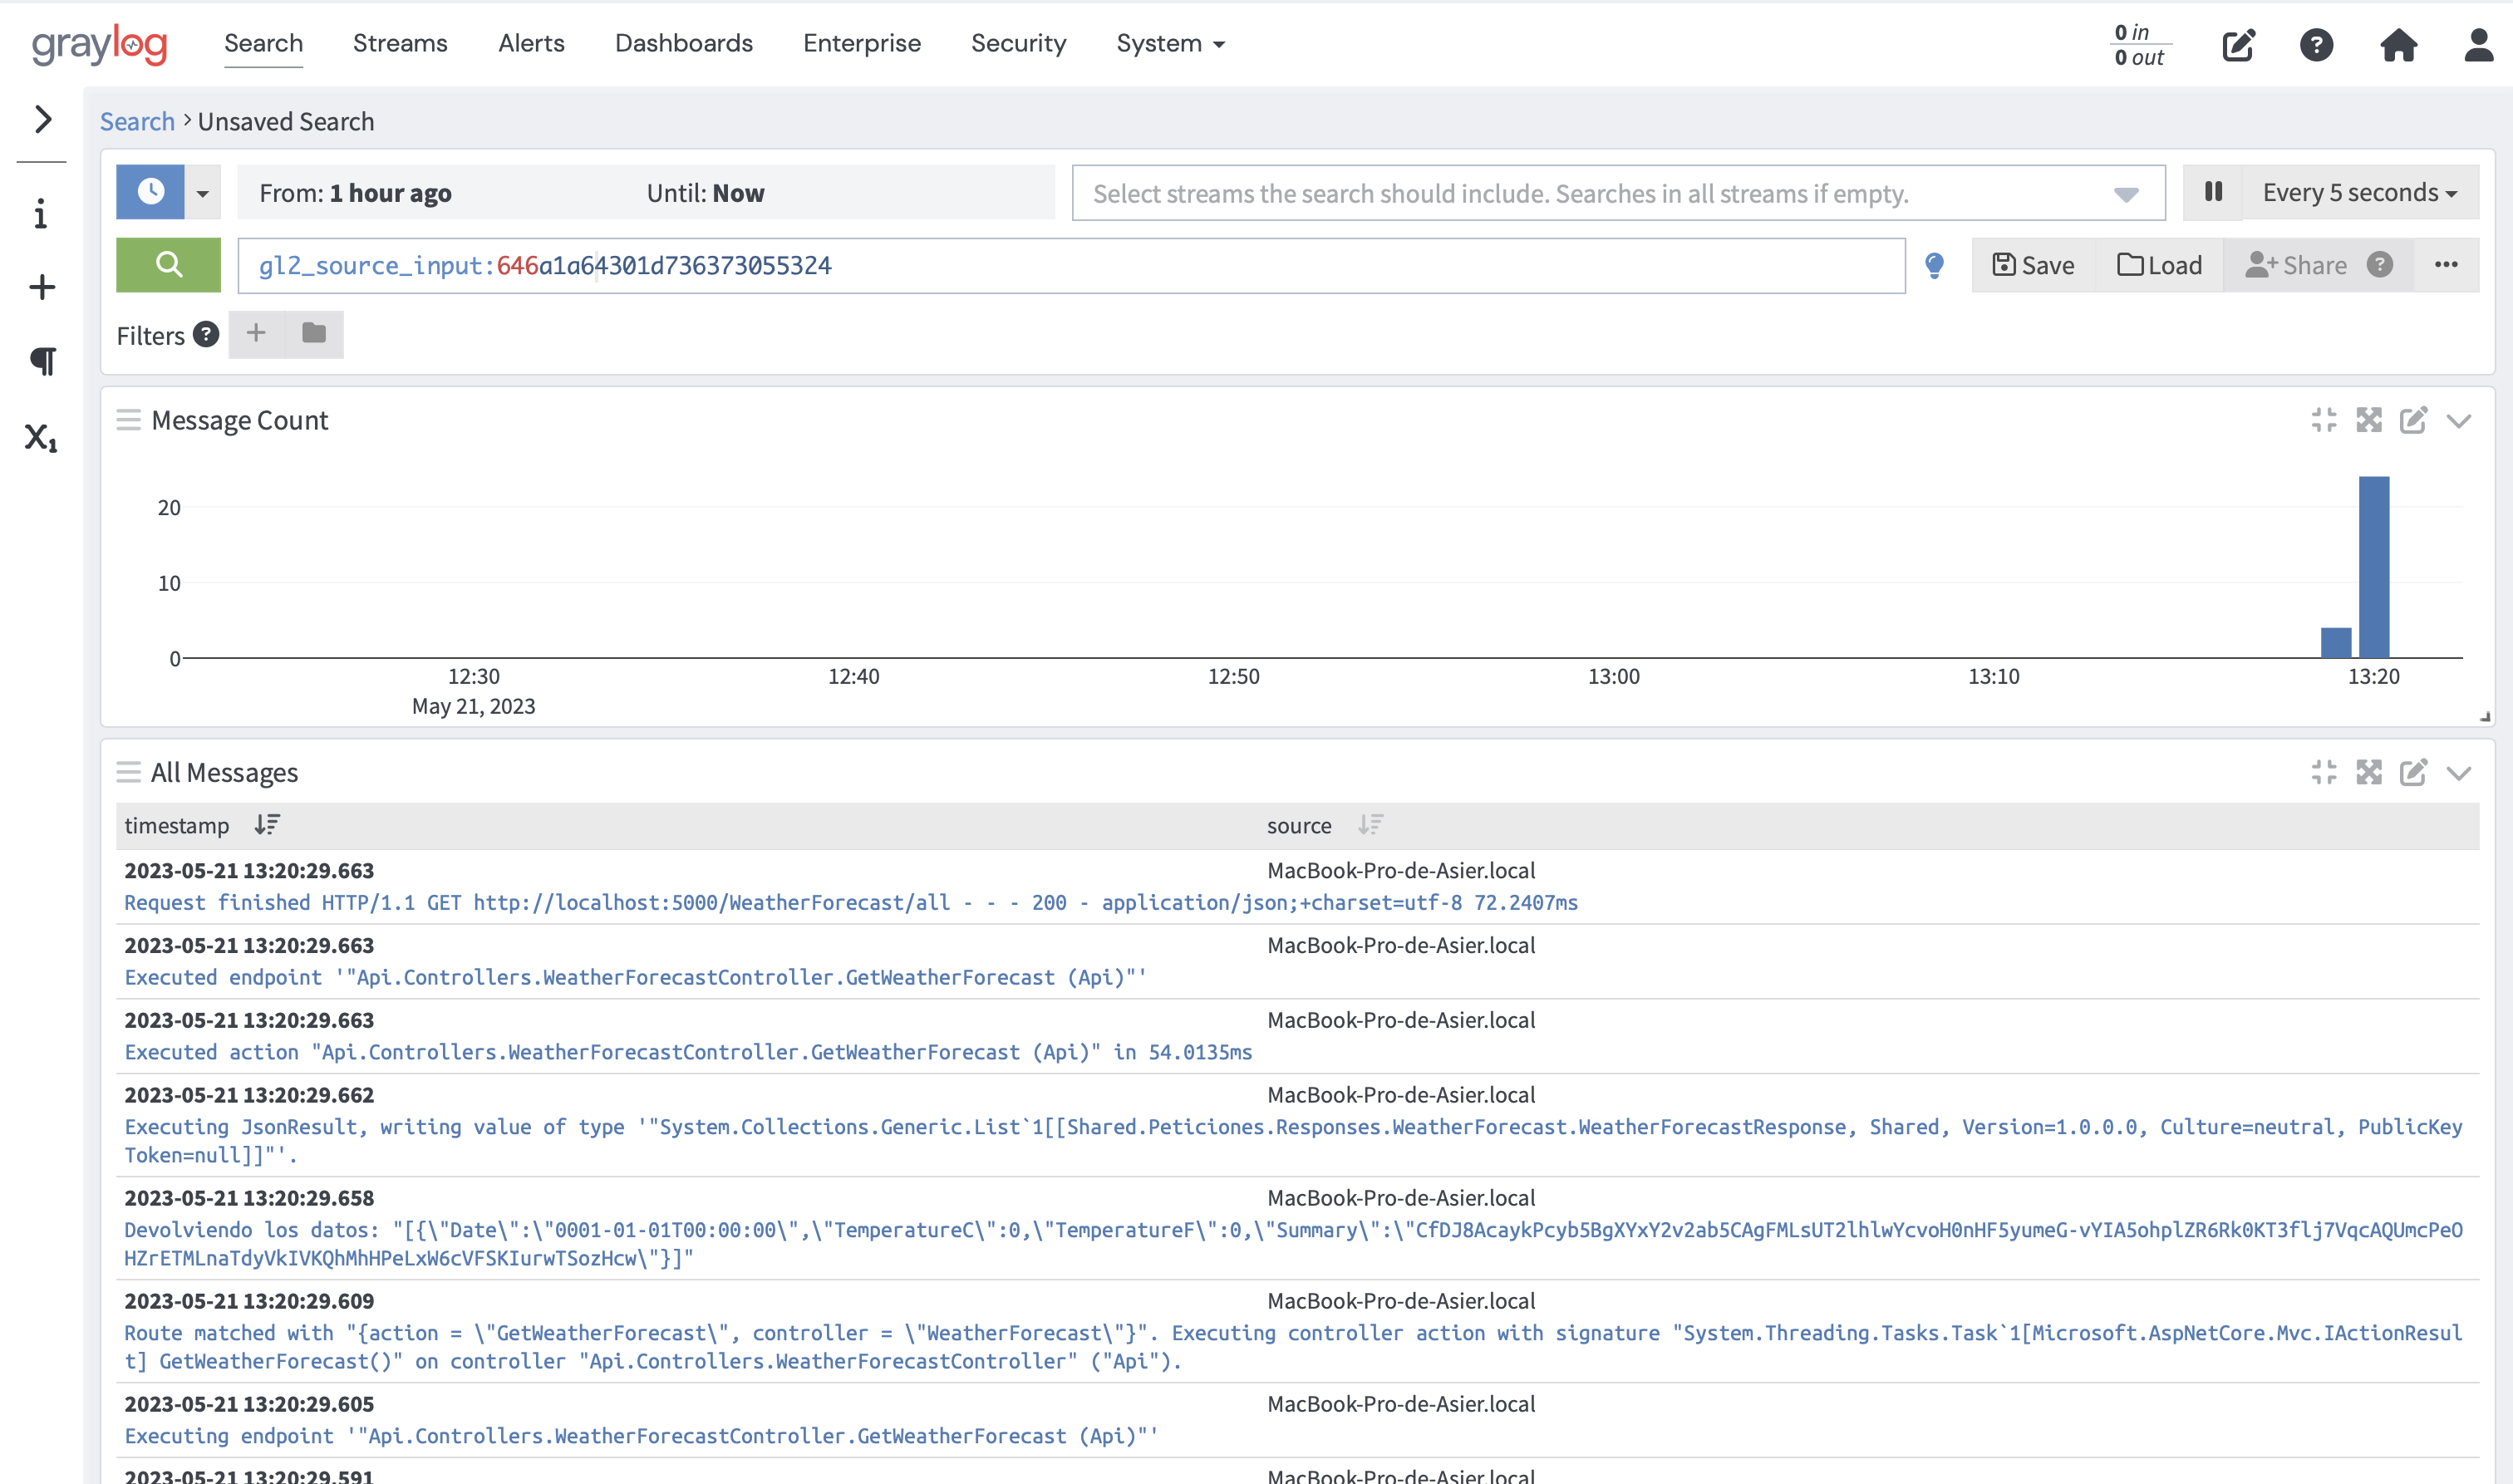 graylog Search Streams Alerts Dashboards Enterprise Security System 0 in
0 out
Search > Unsaved Search
From: 1 hour ago Until: Now Select streams the search should include. Searches in all streams if empty. Every 5 seconds
gl2_source_input:646a1a64301d736373055324 Save Load Share
Filters
Message Count
20
10
0
12:30 12:40 12:50 13:00 13:10 13:20
May 21, 2023
All Messages
timestamp source
2023-05-21 13:20:29.663 MacBook-Pro-de-Asier.local
Request finished HTTP/1.1 GET http://localhost:5000/WeatherForecast/all - - - 200 - application/json;+charset=utf-8 72.2407ms
2023-05-21 13:20:29.663 MacBook-Pro-de-Asier.local
Executed endpoint '"Api.Controllers.WeatherForecastController.GetWeatherForecast (Api)"'
2023-05-21 13:20:29.663 MacBook-Pro-de-Asier.local
Executed action "Api.Controllers.WeatherForecastController.GetWeatherForecast (Api)" in 54.0135ms
2023-05-21 13:20:29.662 MacBook-Pro-de-Asier.local
Executing JsonResult, writing value of type '"System.Collections.Generic.List`1[[Shared.Peticiones.Responses.WeatherForecast.WeatherForecastResponse, Shared, Version=1.0.0.0, Culture=neutral, PublicKey
Token=null]]"'.
2023-05-21 13:20:29.658 MacBook-Pro-de-Asier.local
Devolviendo los datos: "[{\"Date\":\"0001-01-01T00:00:00\",\"TemperatureC\":0,\"TemperatureF\":0,\"Summary\":\"CfDJ8AcaykPcyb5BgXYxY2v2ab5CAgFMLsUT2lhlwYcvoH0nHF5yumeG-vYIA5ohplZR6Rk0KT3flj7VqcAQUmcPeO
HZrETMLnaTdyVkIVKQhMhHPeLxW6cVFSKIurwTSozHcw\"}]"
2023-05-21 13:20:29.609 MacBook-Pro-de-Asier.local
Route matched with "{action = \"GetWeatherForecast\", controller = \"WeatherForecast\"}". Executing controller action with signature "System.Threading.Tasks.Task`1[Microsoft.AspNetCore.Mvc.IActionResul
t] GetWeatherForecast()" on controller "Api.Controllers.WeatherForecastController" ("Api").
2023-05-21 13:20:29.605 MacBook-Pro-de-Asier.local
Executing endpoint '"Api.Controllers.WeatherForecastController.GetWeatherForecast (Api)"'
2023-05-21 13:20:29.591 MacBook-Pro-de-Asier.local